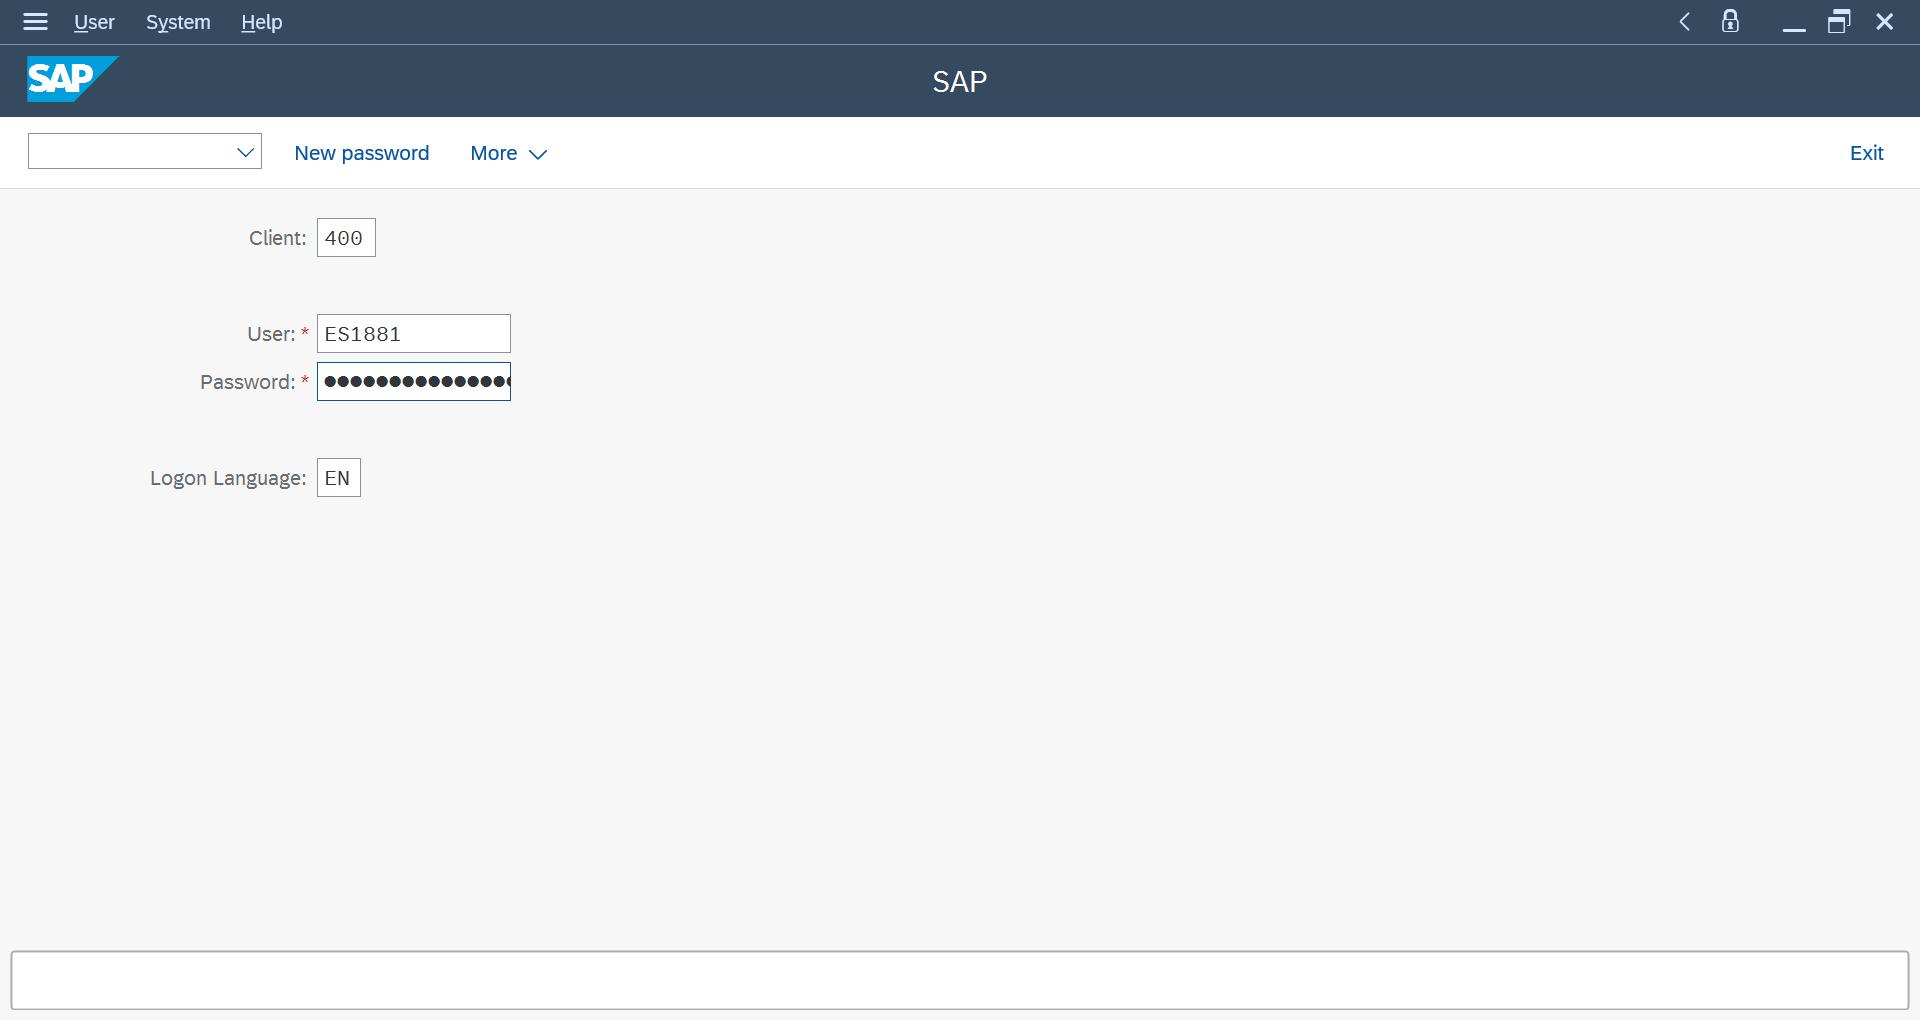 User System Help
SAP
SAP
New password More Exit
Client: 400
User: * ES1881
Password: * ●●●●●●●●●●●●●●●
Logon Language: EN